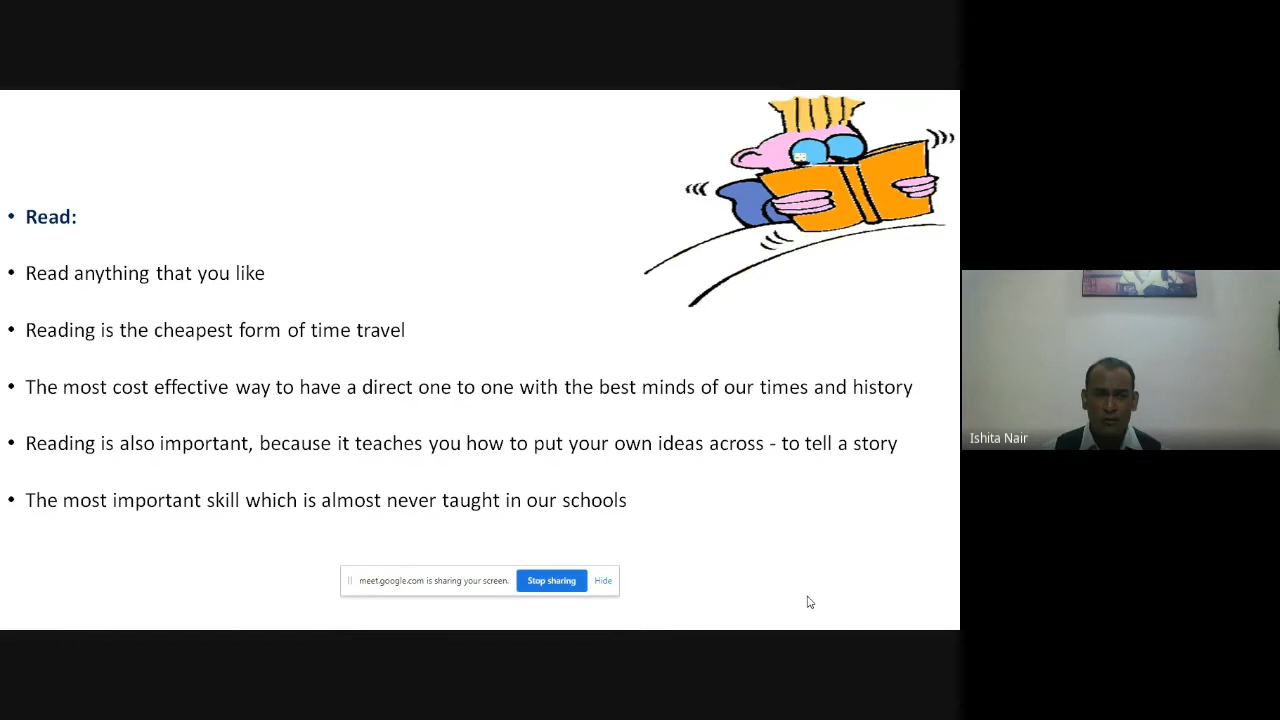 • Read:
• Read anything that you like
• Reading is the cheapest form of time travel
• The most cost effective way to have a direct one to one with the best minds of our times and history
• Reading is also important, because it teaches you how to put your own ideas across - to tell a story
• The most important skill which is almost never taught in our schools
meet.google.com is sharing your screen. Stop sharing Hide
Ishita Nair